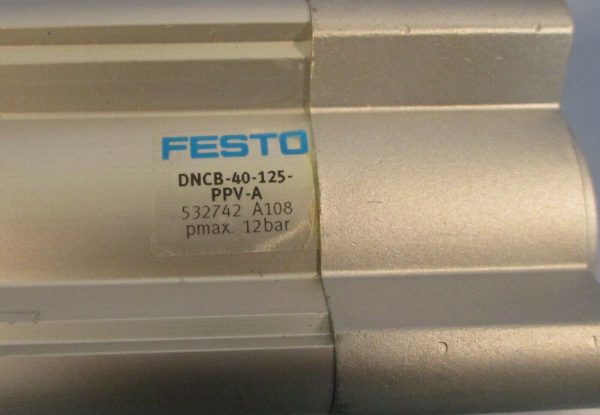 FESTO
DNCB-40-125-
PPV-A
532742 A108
pmax. 12bar